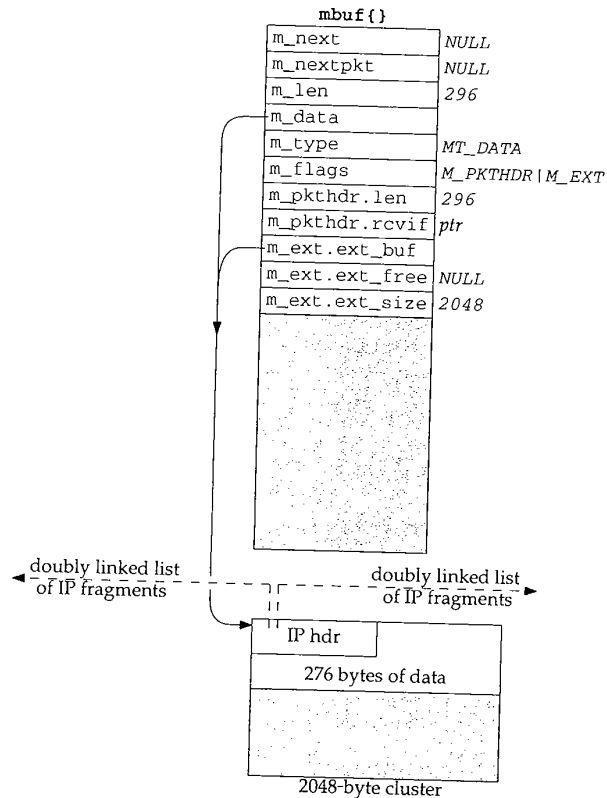 mbuf{}
m_next NULL
m_nextpkt NULL
m_len 296
m_data
m_type MT_DATA
m_flags M_PKTHDR|M_EXT
m_pkthdr.len 296
m_pkthdr.rcvif ptr
m_ext.ext_buf
m_ext.ext_free NULL
m_ext.ext_size 2048
doubly linked list
of IP fragments
doubly linked list
of IP fragments
IP hdr
276 bytes of data
2048-byte cluster